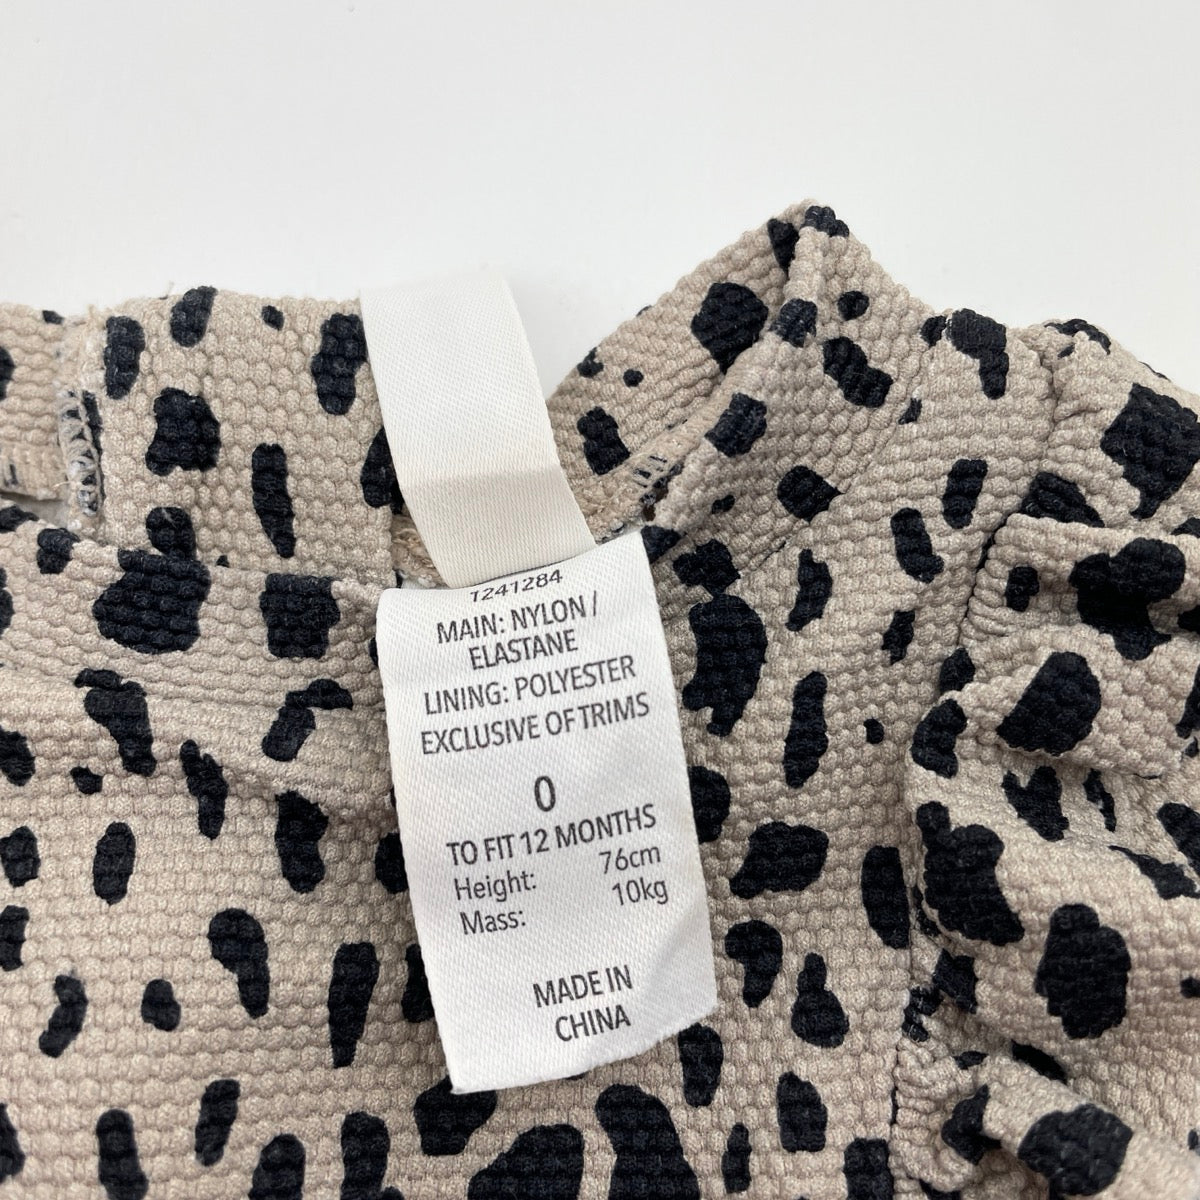 1241284
MAIN: NYLON /
ELASTANE
LINING: POLYESTER
EXCLUSIVE OF TRIMS
0
TO FIT 12 MONTHS
Height: 76cm
Mass: 10kg
MADE IN
CHINA